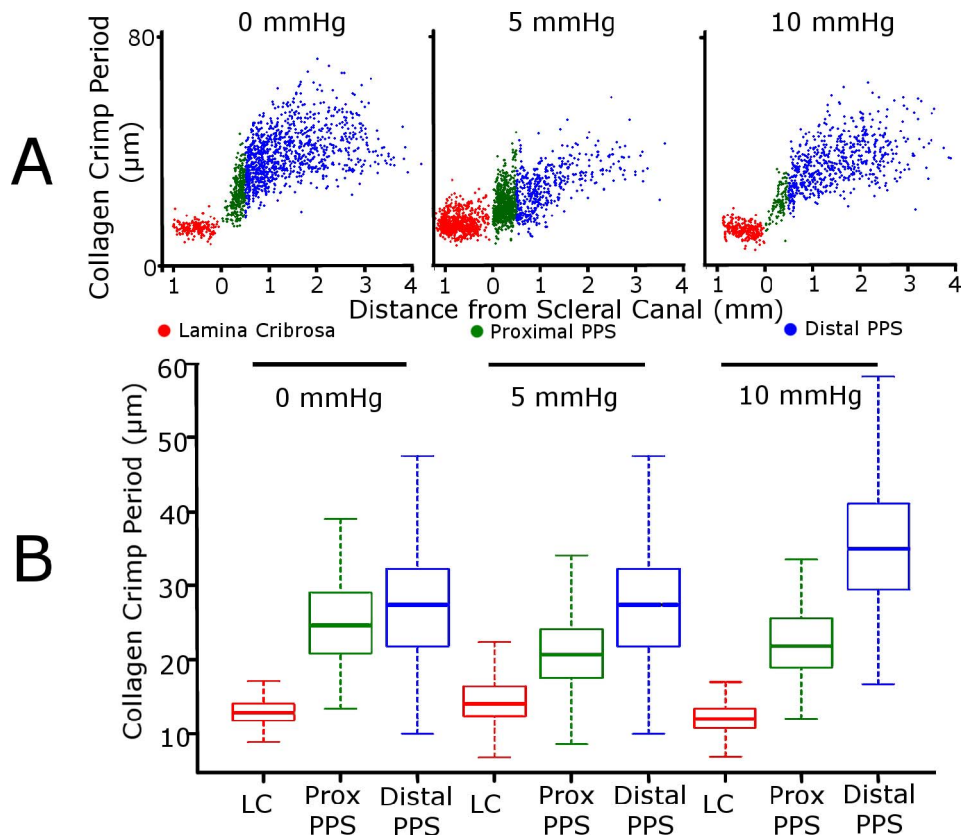 0 mmHg 5 mmHg 10 mmHg
A
Collagen Crimp Period
(µm)
80
0
1 0 1 2 3 4 1 0 1 2 3 4 1 0 1 2 3 4
Distance from Scleral Canal (mm)
Lamina Cribrosa Proximal PPS Distal PPS
B
Collagen Crimp Period (µm)
60
50
40
30
20
10
0 mmHg 5 mmHg 10 mmHg
LC Prox PPS Distal PPS LC Prox PPS Distal PPS LC Prox PPS Distal PPS